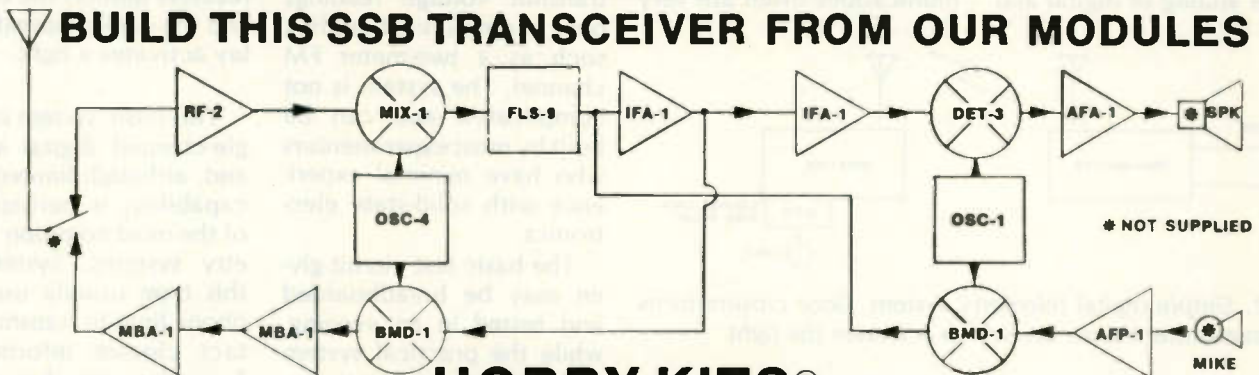 BUILD THIS SSB TRANSCEIVER FROM OUR MODULES
RF-2 MIX-1 FLS-9 IFA-1 IFA-1 DET-3 AFA-1 * SPK
OSC-4 OSC-1
*
* NOT SUPPLIED
MBA-1 MBA-1 BMD-1 BMD-1 AFP-1 *
MIKE
HOBBY KITS®